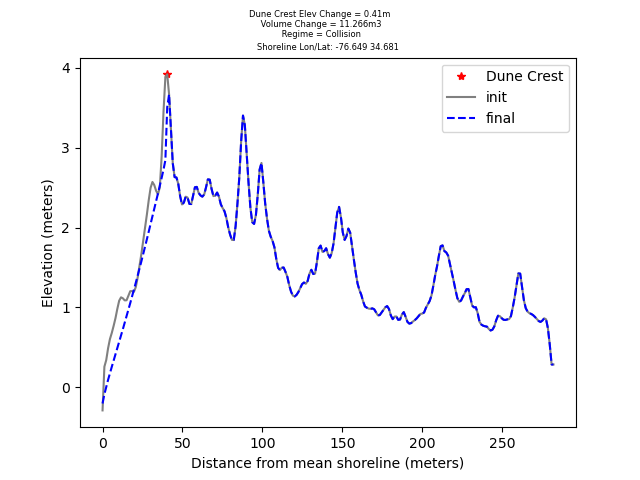 Dune Crest Elev Change = 0.41m
Volume Change = 11.266m3
Regime = Collision
Shoreline Lon/Lat: -76.649 34.681
Dune Crest
init
final
4
3
2
1
0
Elevation (meters)
0 50 100 150 200 250
Distance from mean shoreline (meters)